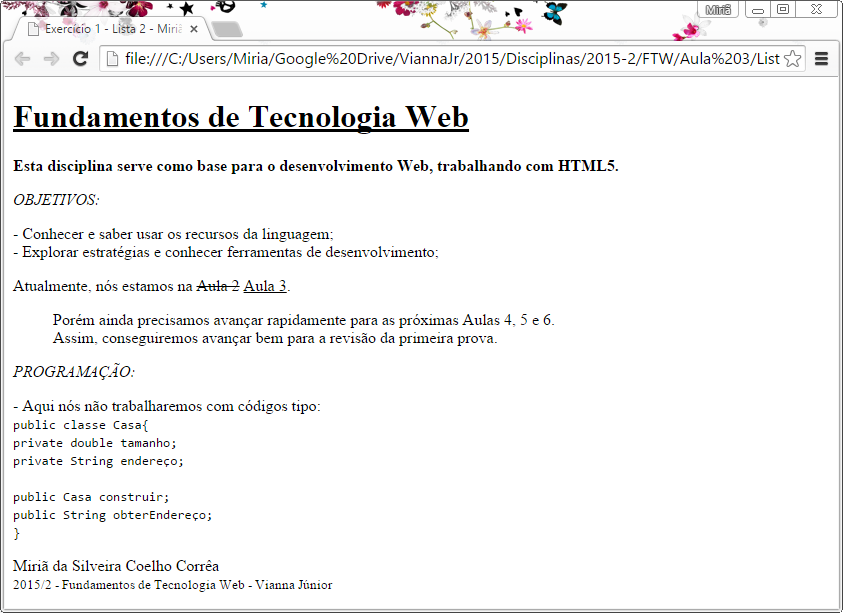 Miriã
Exercício 1 - Lista 2 - Miriã
file:///C:/Users/Miria/Google%20Drive/ViannaJr/2015/Disciplinas/2015-2/FTW/Aula%203/List
Fundamentos de Tecnologia Web
Esta disciplina serve como base para o desenvolvimento Web, trabalhando com HTML5.
OBJETIVOS:
- Conhecer e saber usar os recursos da linguagem;
- Explorar estratégias e conhecer ferramentas de desenvolvimento;
Atualmente, nós estamos na Aula 2 Aula 3.
Porém ainda precisamos avançar rapidamente para as próximas Aulas 4, 5 e 6.
Assim, conseguiremos avançar bem para a revisão da primeira prova.
PROGRAMAÇÃO:
- Aqui nós não trabalharemos com códigos tipo:
public classe Casa{
private double tamanho;
private String endereço;
public Casa construir;
public String obterEndereço;
}
Miriã da Silveira Coelho Corrêa
2015/2 - Fundamentos de Tecnologia Web - Vianna Júnior